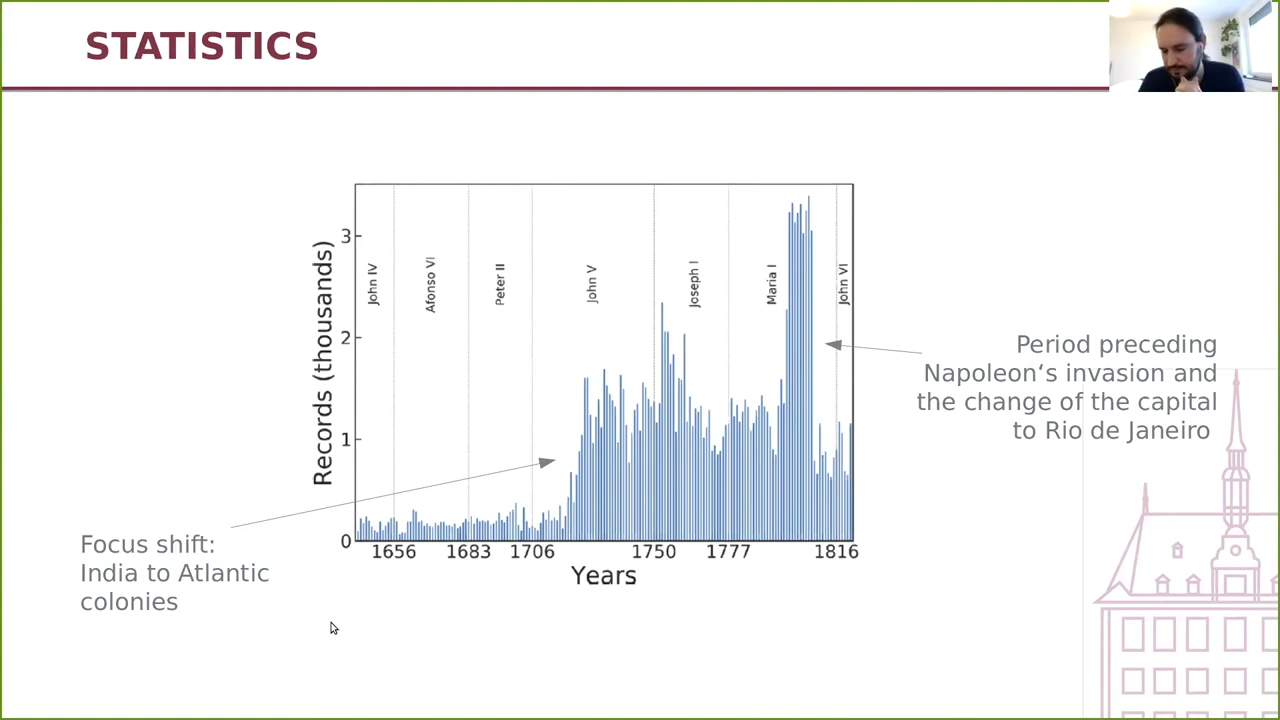 STATISTICS
Records (thousands)
3
2
1
0
John IV
Afonso VI
Peter II
John V
Joseph I
Maria I
John VI
1656
1683
1706
1750
1777
1816
Years
Period preceding
Napoleon‘s invasion and
the change of the capital
to Rio de Janeiro
Focus shift:
India to Atlantic
colonies